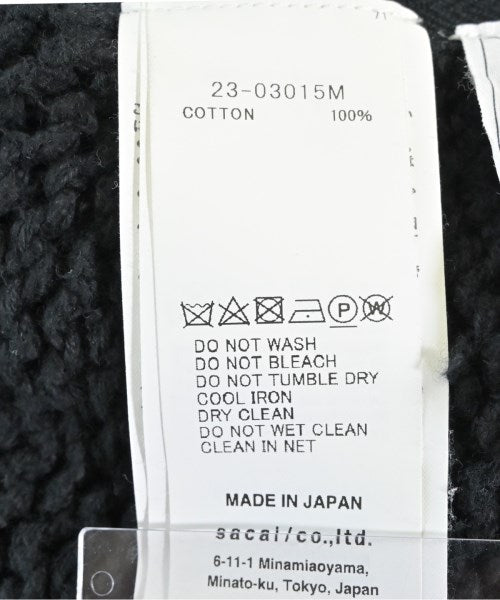 23-03015M
COTTON 100%
P W
DO NOT WASH
DO NOT BLEACH
DO NOT TUMBLE DRY
COOL IRON
DRY CLEAN
DO NOT WET CLEAN
CLEAN IN NET
MADE IN JAPAN
sacai/co.,ltd.
6-11-1 Minamiaoyama,
Minato-ku, Tokyo, Japan